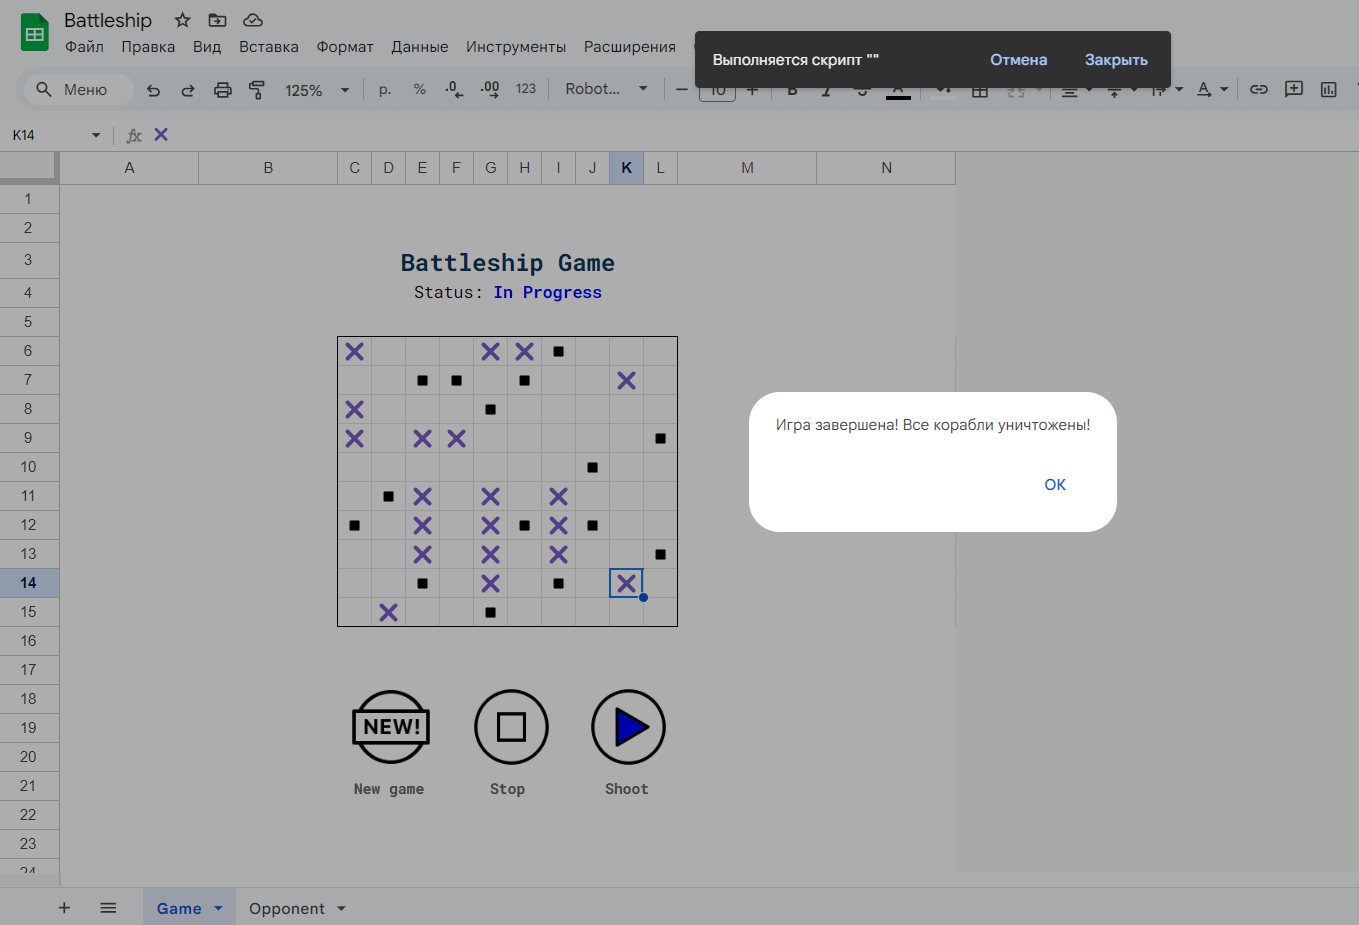 Battleship
Файл Правка Вид Вставка Формат Данные Инструменты Расширения
Выполняется скрипт "" Отмена Закрыть
Меню 125% р. % .0 .00 123 Robot... 10 B I A A
K14 fx
A B C D E F G H I J K L M N
1
2
3
Battleship Game
4
Status: In Progress
5
6
7
8
Игра завершена! Все корабли уничтожены!
9
10
OK
11
12
13
14
15
16
17
18
NEW!
19
20
21
New game Stop Shoot
22
23
24
Game Opponent